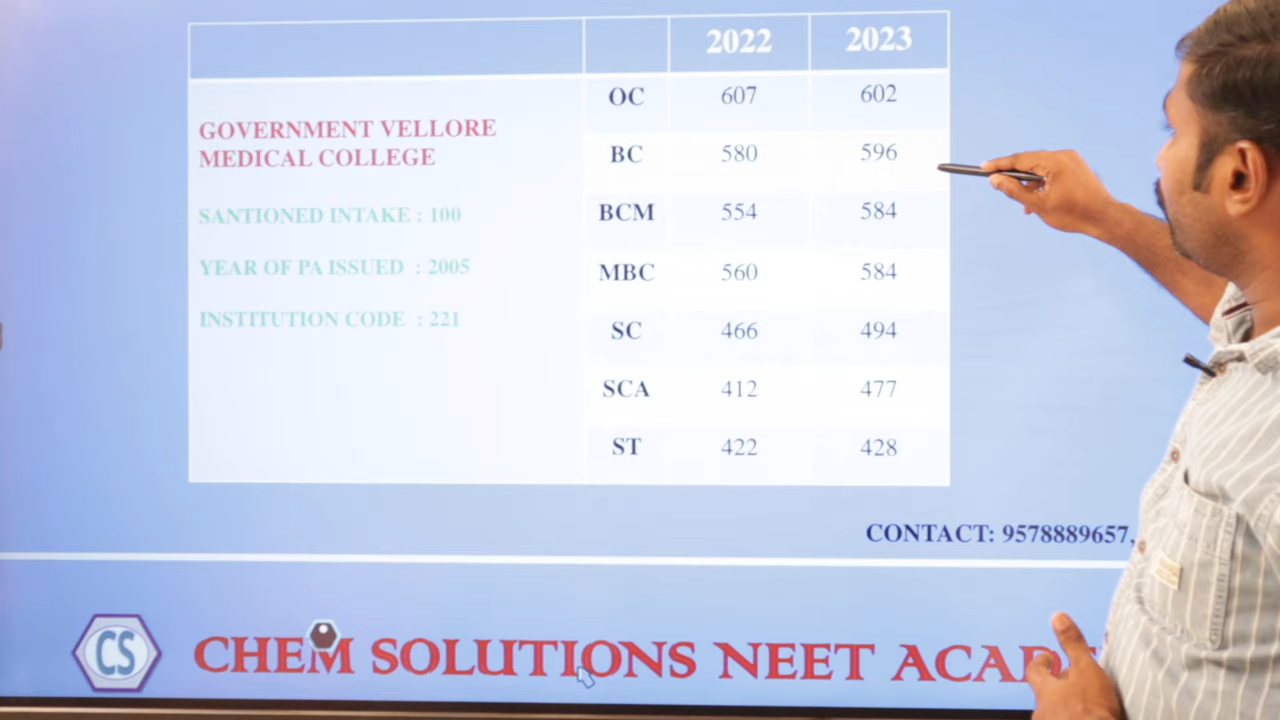 2022 2023
GOVERNMENT VELLORE
MEDICAL COLLEGE
SANTIONED INTAKE : 100
YEAR OF PA ISSUED : 2005
INSTITUTION CODE : 221
OC 607 602
BC 580 596
BCM 554 584
MBC 560 584
SC 466 494
SCA 412 477
ST 422 428
CONTACT: 9578889657,
CS
CHEM SOLUTIONS NEET